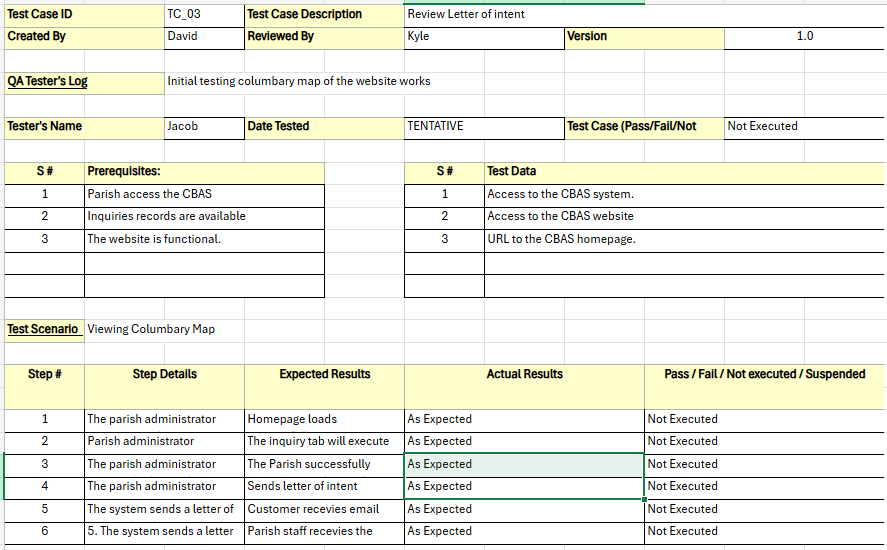 Test Case ID TC_03 Test Case Description Review Letter of intent
Created By David Reviewed By Kyle Version 1.0
QA Tester's Log Initial testing columbary map of the website works
Tester's Name Jacob Date Tested TENTATIVE Test Case (Pass/Fail/Not Not Executed
S # Prerequisites: S # Test Data
1 Parish access the CBAS 1 Access to the CBAS system.
2 Inquiries records are available 2 Access to the CBAS website
3 The website is functional. 3 URL to the CBAS homepage.
Test Scenario Viewing Columbary Map
Step # Step Details Expected Results Actual Results Pass / Fail / Not executed / Suspended
1 The parish administrator Homepage loads As Expected Not Executed
2 Parish administrator The inquiry tab will execute As Expected Not Executed
3 The parish administrator The Parish successfully As Expected Not Executed
4 The parish administrator Sends letter of intent As Expected Not Executed
5 The system sends a letter of Customer recevies email As Expected Not Executed
6 5. The system sends a letter Parish staff recevies the As Expected Not Executed